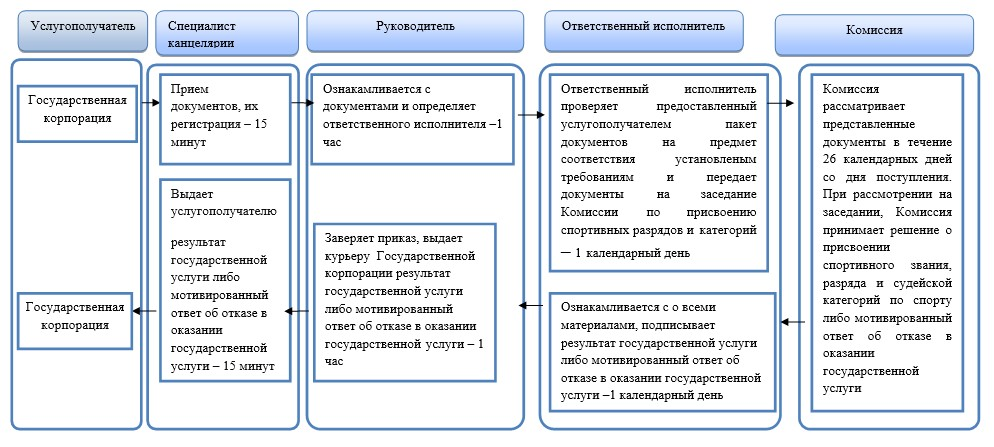 Услугополучатель
Специалист
канцелярии
Руководитель
Ответственный исполнитель
Комиссия
Государственная
корпорация
Прием
документов, их
регистрация – 15
минут
Ознакамливается с
документами и определяет
ответственного исполнителя –1
час
Ответственный исполнитель
проверяет предоставленный
услугополучателем пакет
документов на предмет
соответствия установленым
требованиям и передает
документы на заседание
Комиссии по присвоению
спортивных разрядов и категорий
— 1 календарный день
Комиссия
рассматривает
представленные
документы в течение
26 календарных дней
со дня поступления.
При рассмотрении на
заседании, Комиссия
принимает решение о
присвоении
спортивного звания,
разряда и судейской
категорий по спорту
либо мотивированный
ответ об отказе в
оказании
государственной
услуги
Ознакамливается с о всеми
материалами, подписывает
результат государственной услуги
либо мотивированный ответ об
отказе в оказании государственной
услуги –1 календарный день
Заверяет приказ, выдает
курьеру Государственной
корпорации результат
государственной услуги
либо мотивированный
ответ об отказе в оказании
государственной услуги – 1
час
Выдает
услугополучателю
результат
государственной
услуги либо
мотивированный
ответ об отказе в
оказании
государственной
услуги – 15 минут
Государственная
корпорация